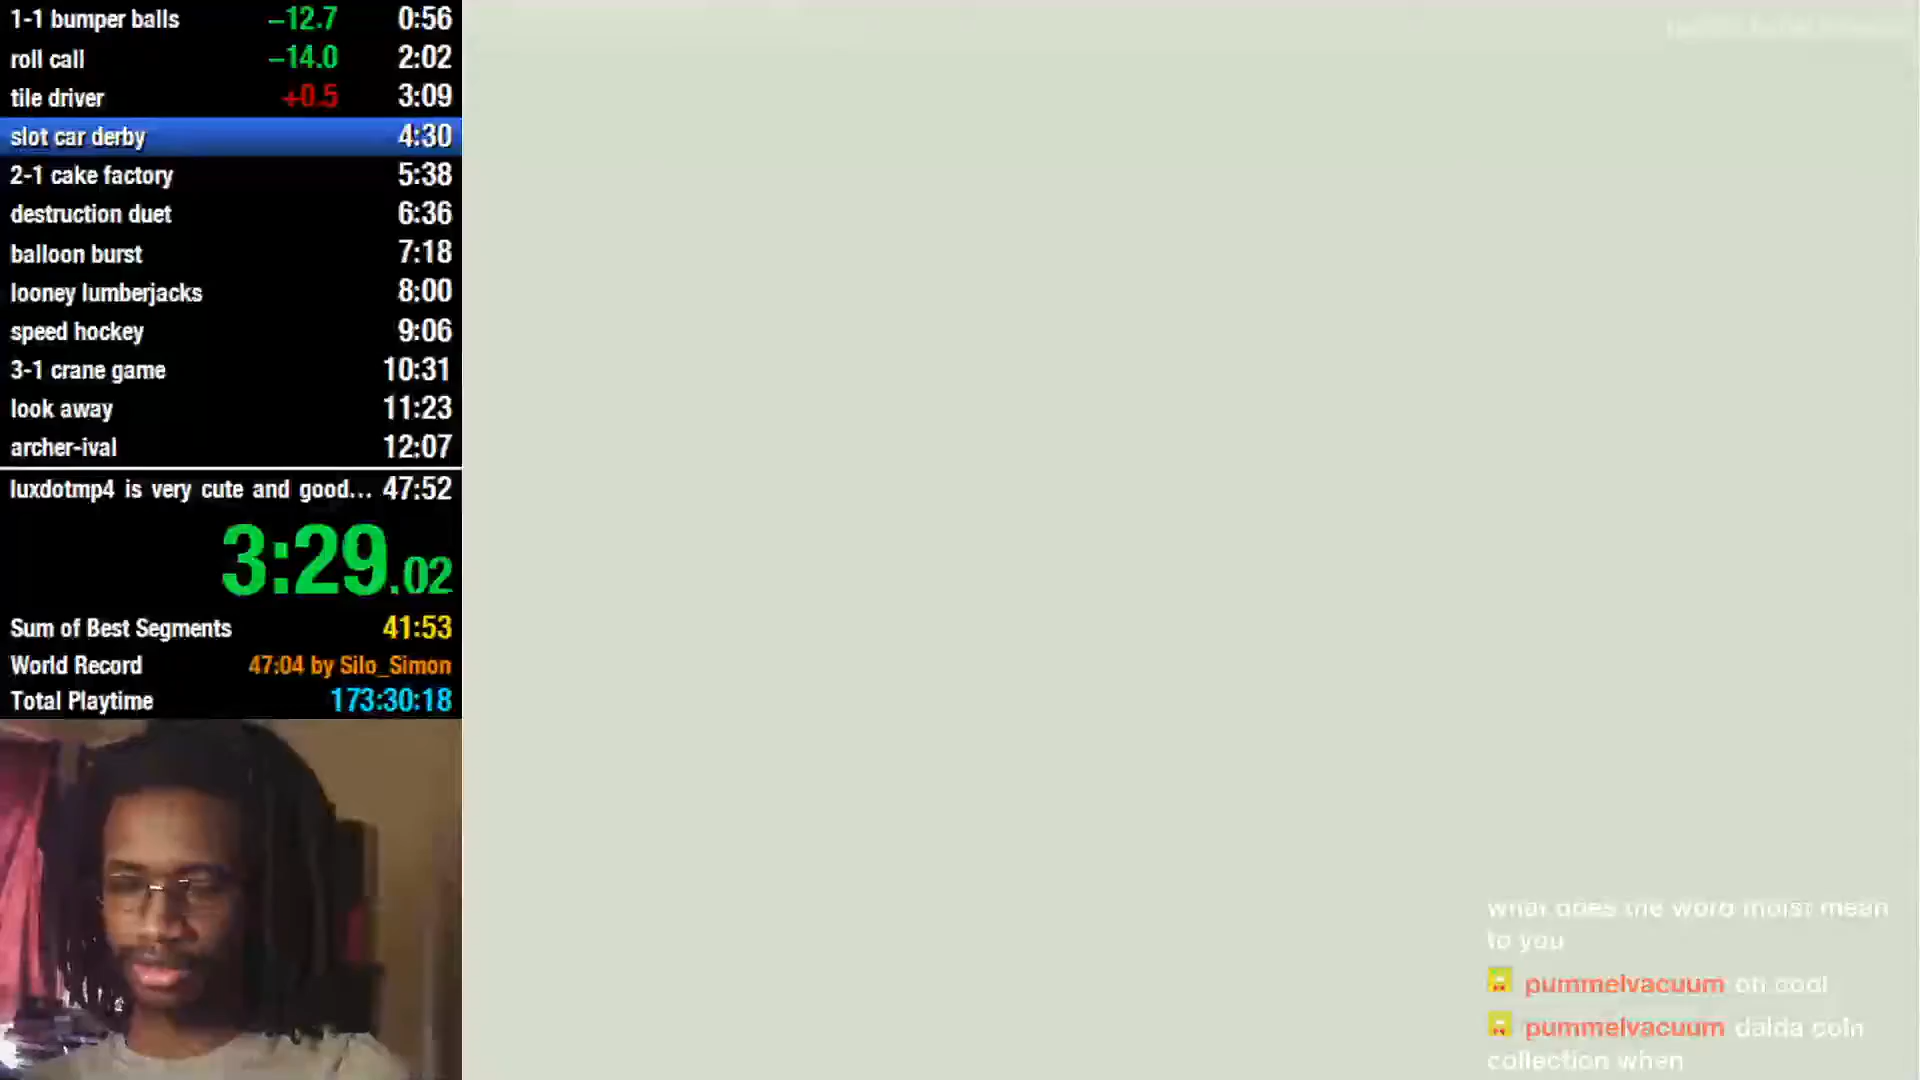 1-1 bumper balls −12.7 0:56
roll call −14.0 2:02
tile driver +0.5 3:09
slot car derby 4:30
2-1 cake factory 5:38
destruction duet 6:36
balloon burst 7:18
looney lumberjacks 8:00
speed hockey 9:06
3-1 crane game 10:31
look away 11:23
archer-ival 12:07
luxdotmp4 is very cute and good... 47:52
3:29.02
Sum of Best Segments 41:53
World Record 47:04 by Silo_Simon
Total Playtime 173:30:18
what does the word moist mean
to you
pummelvacuum oh cool
pummelvacuum dalda coin
collection when